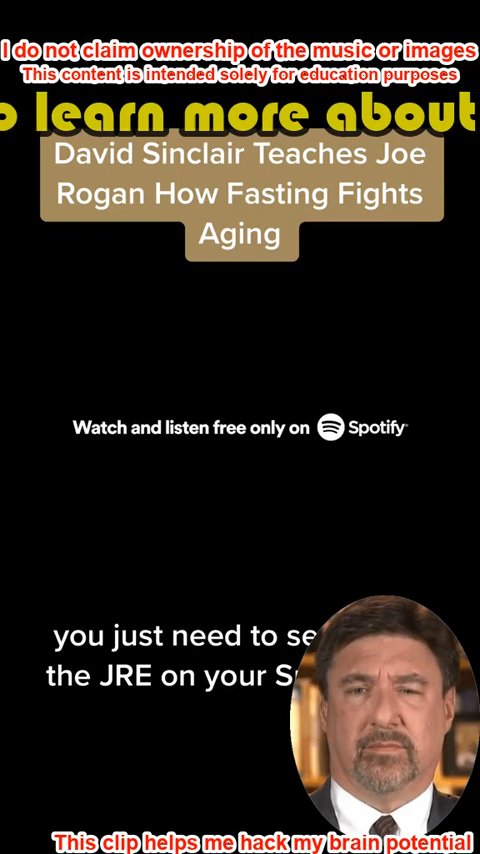 I do not claim ownership of the music or images
This content is intended solely for education purposes
learn more about
David Sinclair Teaches Joe
Rogan How Fasting Fights
Aging
Watch and listen free only on Spotify
you just need to
the JRE on your
This clip helps me hack my brain potential